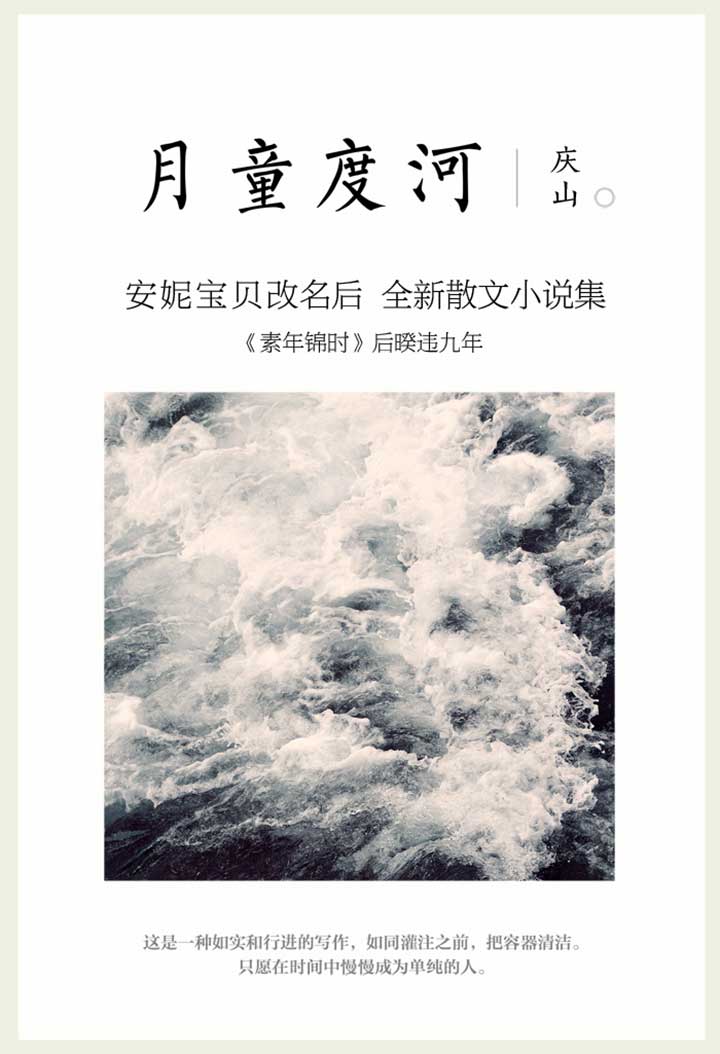 月童度河
庆山
安妮宝贝改名后 全新散文小说集
《素年锦时》后暌违九年
这是一种如实和行进的写作，如同灌注之前，把容器清洁。
只愿在时间中慢慢成为单纯的人。